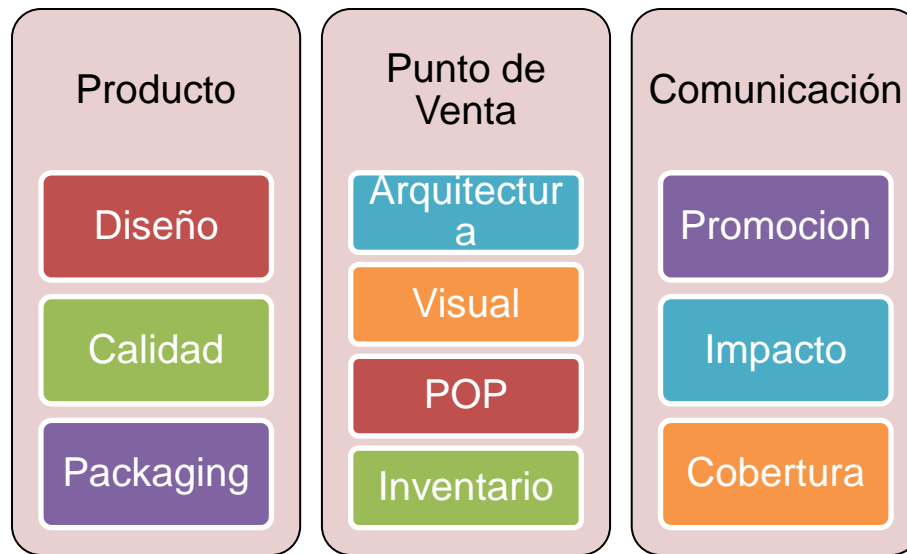 Producto
Diseño
Calidad
Packaging
Punto de
Venta
Arquitectur
a
Visual
POP
Inventario
Comunicación
Promocion
Impacto
Cobertura